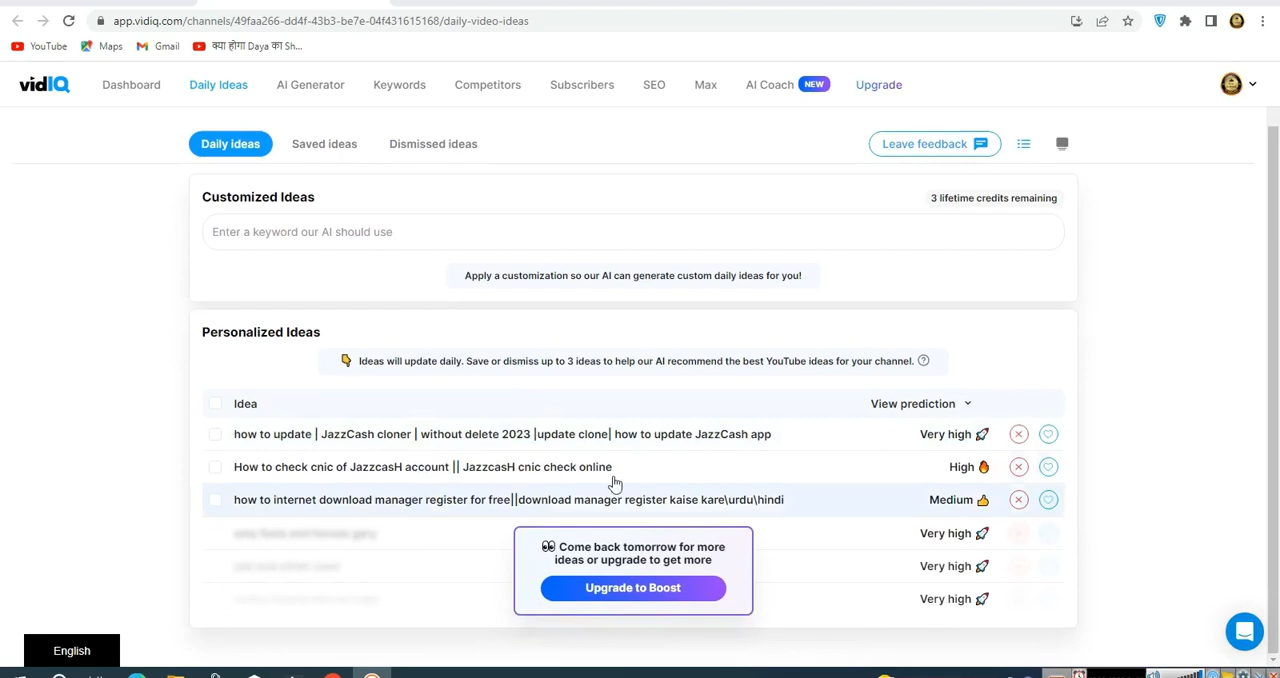 app.vidiq.com/channels/49faa266-dd4f-43b3-be7e-04f431615168/daily-video-ideas
YouTube Maps Gmail क्या होगा Daya का Sh...
vidIQ Dashboard Daily Ideas AI Generator Keywords Competitors Subscribers SEO Max AI Coach NEW Upgrade
Daily ideas Saved ideas Dismissed ideas Leave feedback
Customized Ideas 3 lifetime credits remaining
Enter a keyword our AI should use
Apply a customization so our AI can generate custom daily ideas for you!
Personalized Ideas
Ideas will update daily. Save or dismiss up to 3 ideas to help our AI recommend the best YouTube ideas for your channel.
Idea View prediction
how to update | JazzCash cloner | without delete 2023 |update clone| how to update JazzCash app Very high
How to check cnic of JazzcasH account || JazzcasH cnic check online High
how to internet download manager register for free||download manager register kaise kare\urdu\hindi Medium
Very high
Come back tomorrow for more
ideas or upgrade to get more
Very high
Upgrade to Boost
Very high
English